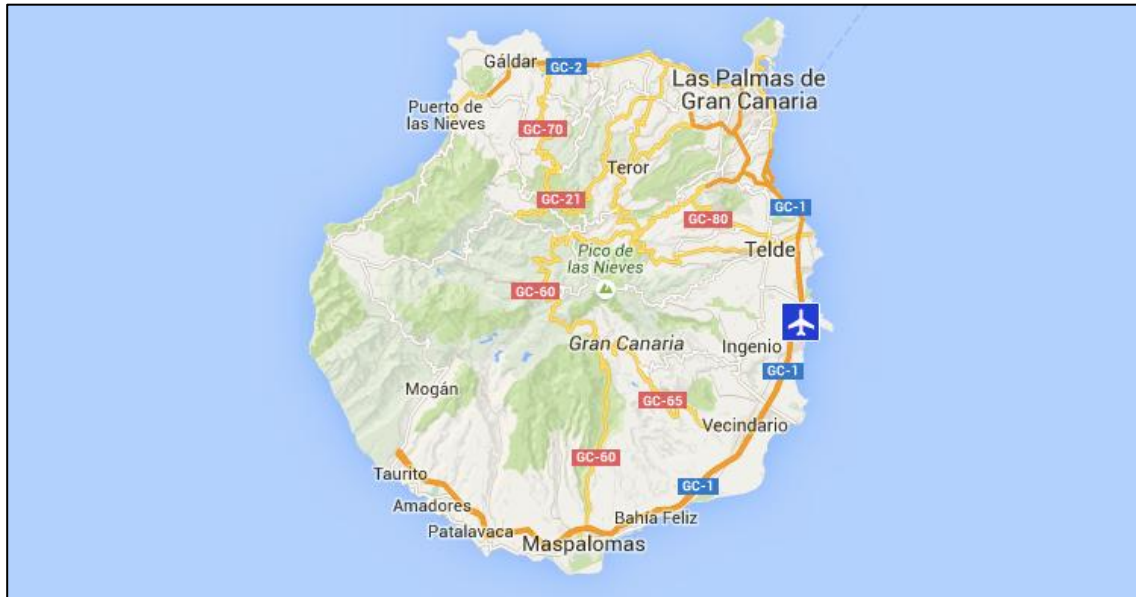 Gáldar
GC-2
Las Palmas de
Gran Canaria
Puerto de
las Nieves
GC-70
Teror
GC-21
GC-1
GC-80
Telde
Pico de
las Nieves
GC-60
Gran Canaria
Ingenio
GC-1
Mogán
GC-65
Vecindario
GC-60
Taurito
GC-1
Amadores
Bahía Feliz
Patalavaca
Maspalomas